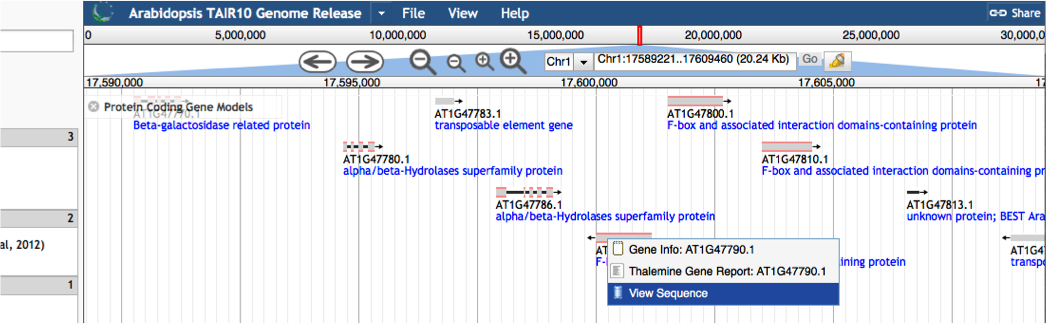 Arabidopsis TAIR10 Genome Release File View Help Share
0 5,000,000 10,000,000 15,000,000 20,000,000 25,000,000 30,000,0
Chr1 Chr1:17589221..17609460 (20.24 Kb) Go
17,590,000 17,595,000 17,600,000 17,605,000 17
Protein Coding Gene Models
AT1G47783.1
AT1G47800.1
Beta-galactosidase related protein
transposable element gene
F-box and associated interaction domains-containing protein
3
AT1G47780.1
AT1G47810.1
alpha/beta-Hydrolases superfamily protein
F-box and associated interaction domains-containing pr
AT1G47786.1
AT1G47813.1
2
alpha/beta-Hydrolases superfamily protein
unknown protein; BEST Ara
al, 2012)
AT
Gene Info: AT1G47790.1
AT1G4
F-
ining protein
transpo
Thalemine Gene Report: AT1G47790.1
1
View Sequence